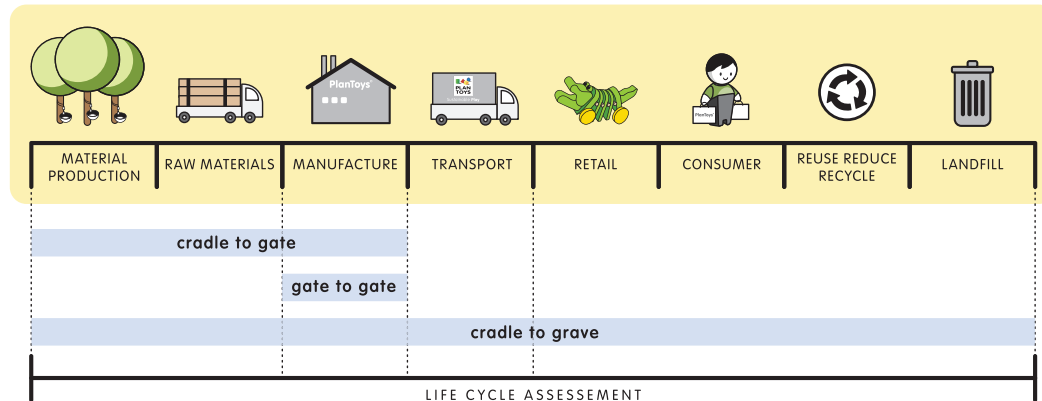 PlanToys
PLAN
TOYS
PlanToys
MATERIAL
PRODUCTION
RAW MATERIALS
MANUFACTURE
TRANSPORT
RETAIL
CONSUMER
REUSE REDUCE
RECYCLE
LANDFILL
cradle to gate
gate to gate
cradle to grave
LIFE CYCLE ASSESSEMENT